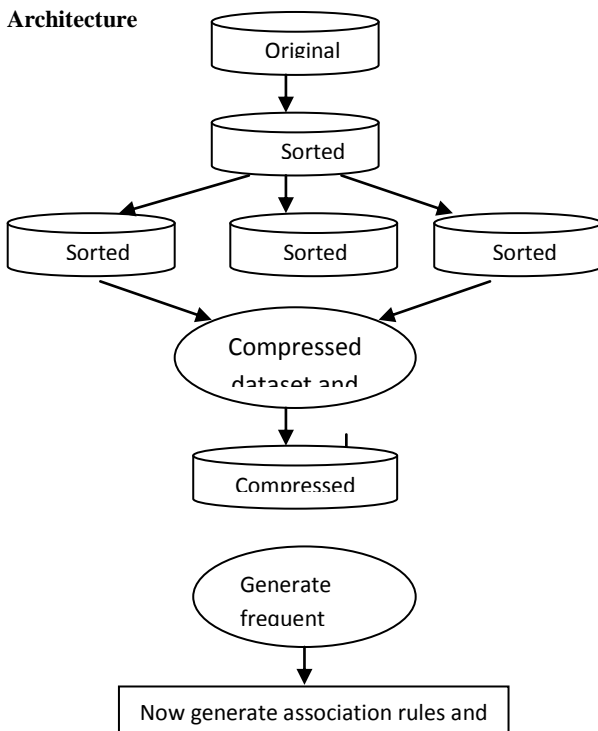 Architecture
Original
Sorted
Sorted
Sorted
Sorted
Compressed
dataset and
Compressed
Generate
frequent
Now generate association rules and